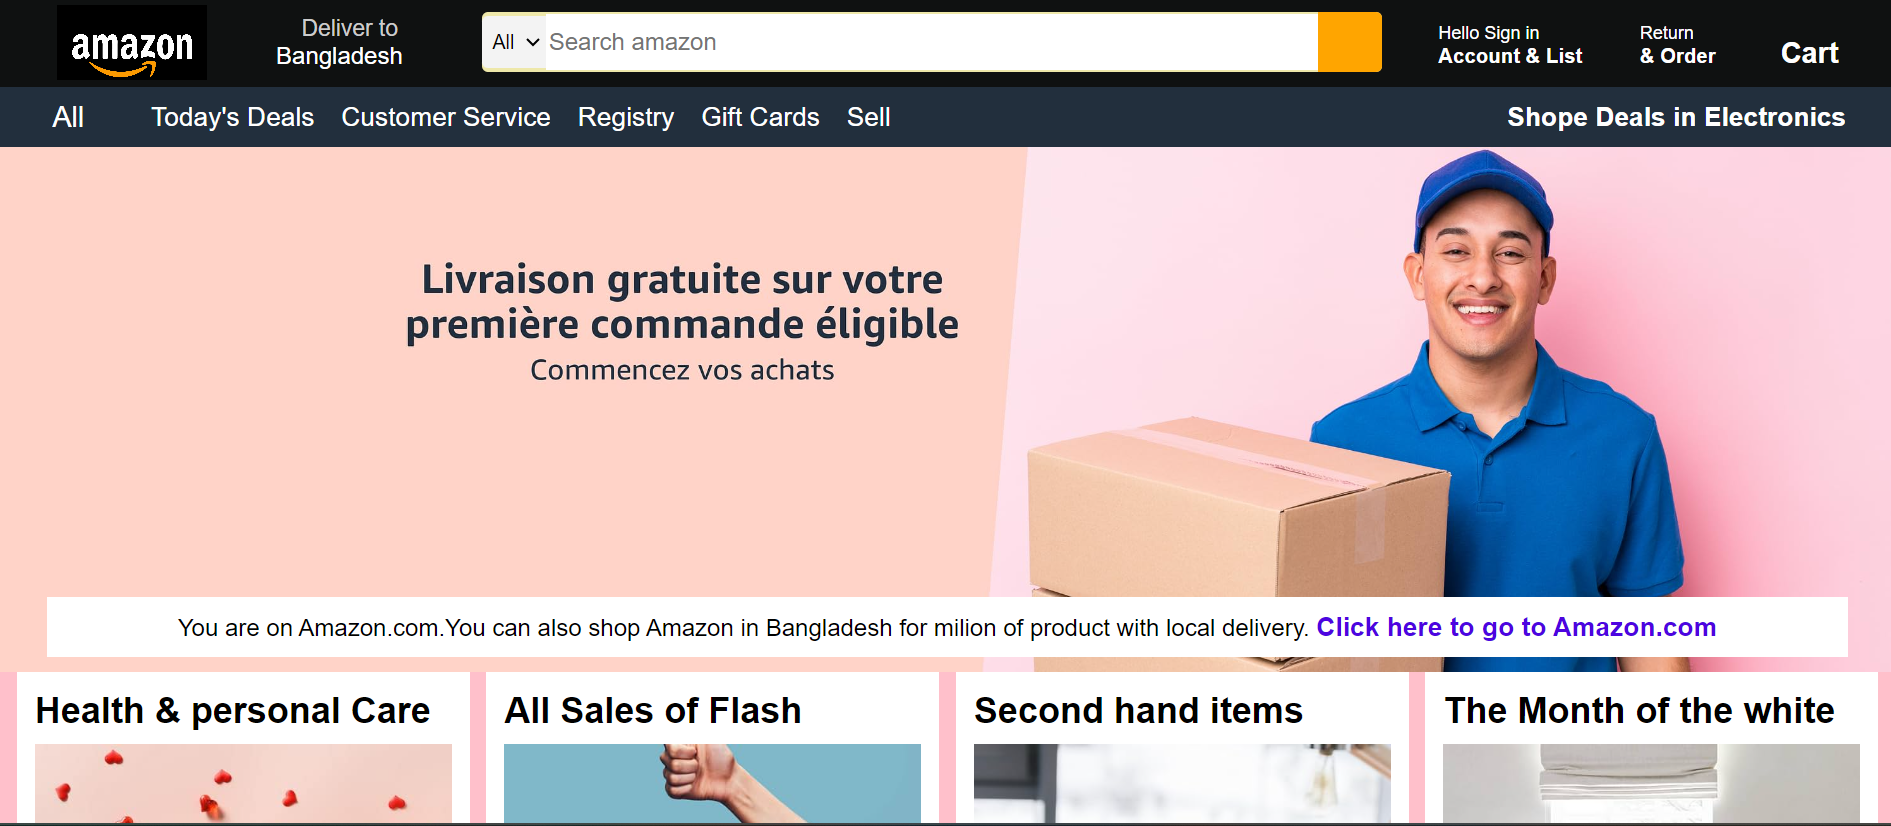 amazon
Deliver to
Bangladesh
All
Search amazon
Hello Sign in
Account & List
Return
& Order
Cart
All
Today's Deals
Customer Service
Registry
Gift Cards
Sell
Shope Deals in Electronics
Livraison gratuite sur votre
première commande éligible
Commencez vos achats
You are on Amazon.com.You can also shop Amazon in Bangladesh for milion of product with local delivery. Click here to go to Amazon.com
Health & personal Care
All Sales of Flash
Second hand items
The Month of the white